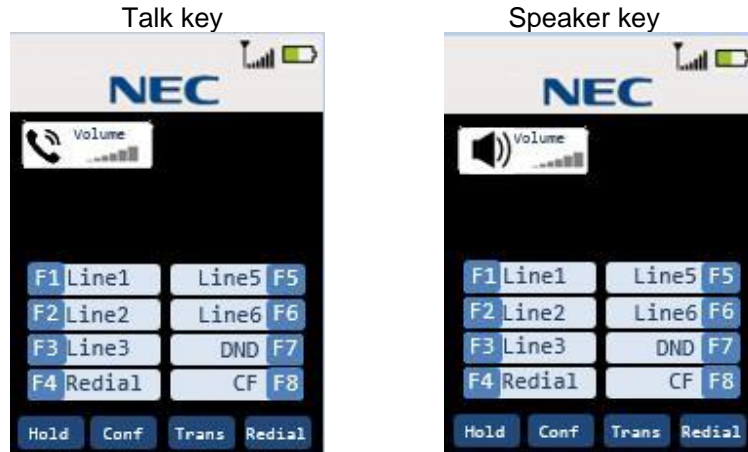 Talk key
NEC
Volume
F1 Line1 Line5 F5
F2 Line2 Line6 F6
F3 Line3 DND F7
F4 Redial CF F8
Hold Conf Trans Redial
Speaker key
NEC
Volume
F1 Line1 Line5 F5
F2 Line2 Line6 F6
F3 Line3 DND F7
F4 Redial CF F8
Hold Conf Trans Redial